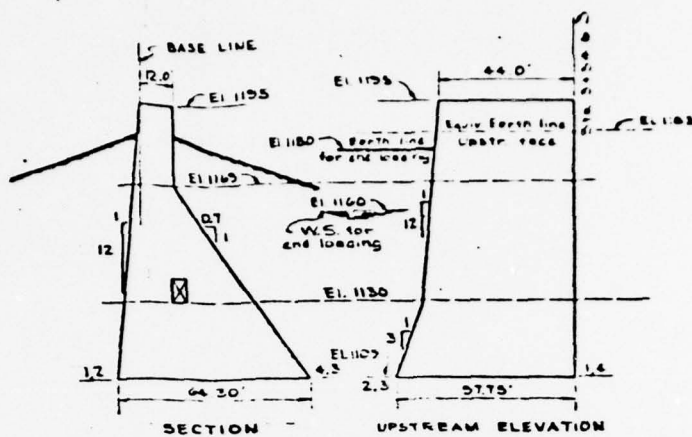 BASE LINE
12.0'
El. 1195
El. 1165
1
12
0.7
1
1,2
4,3
64.30'
SECTION
44.0'
El. 1195
El. 1180
Earth line
for end loading
Equiv. Earth line
Upstr. face
El. 1160
W.S. for
end loading
1
12
El. 1130
1
3
El. 1105
2.3
1,4
57.75'
UPSTREAM ELEVATION